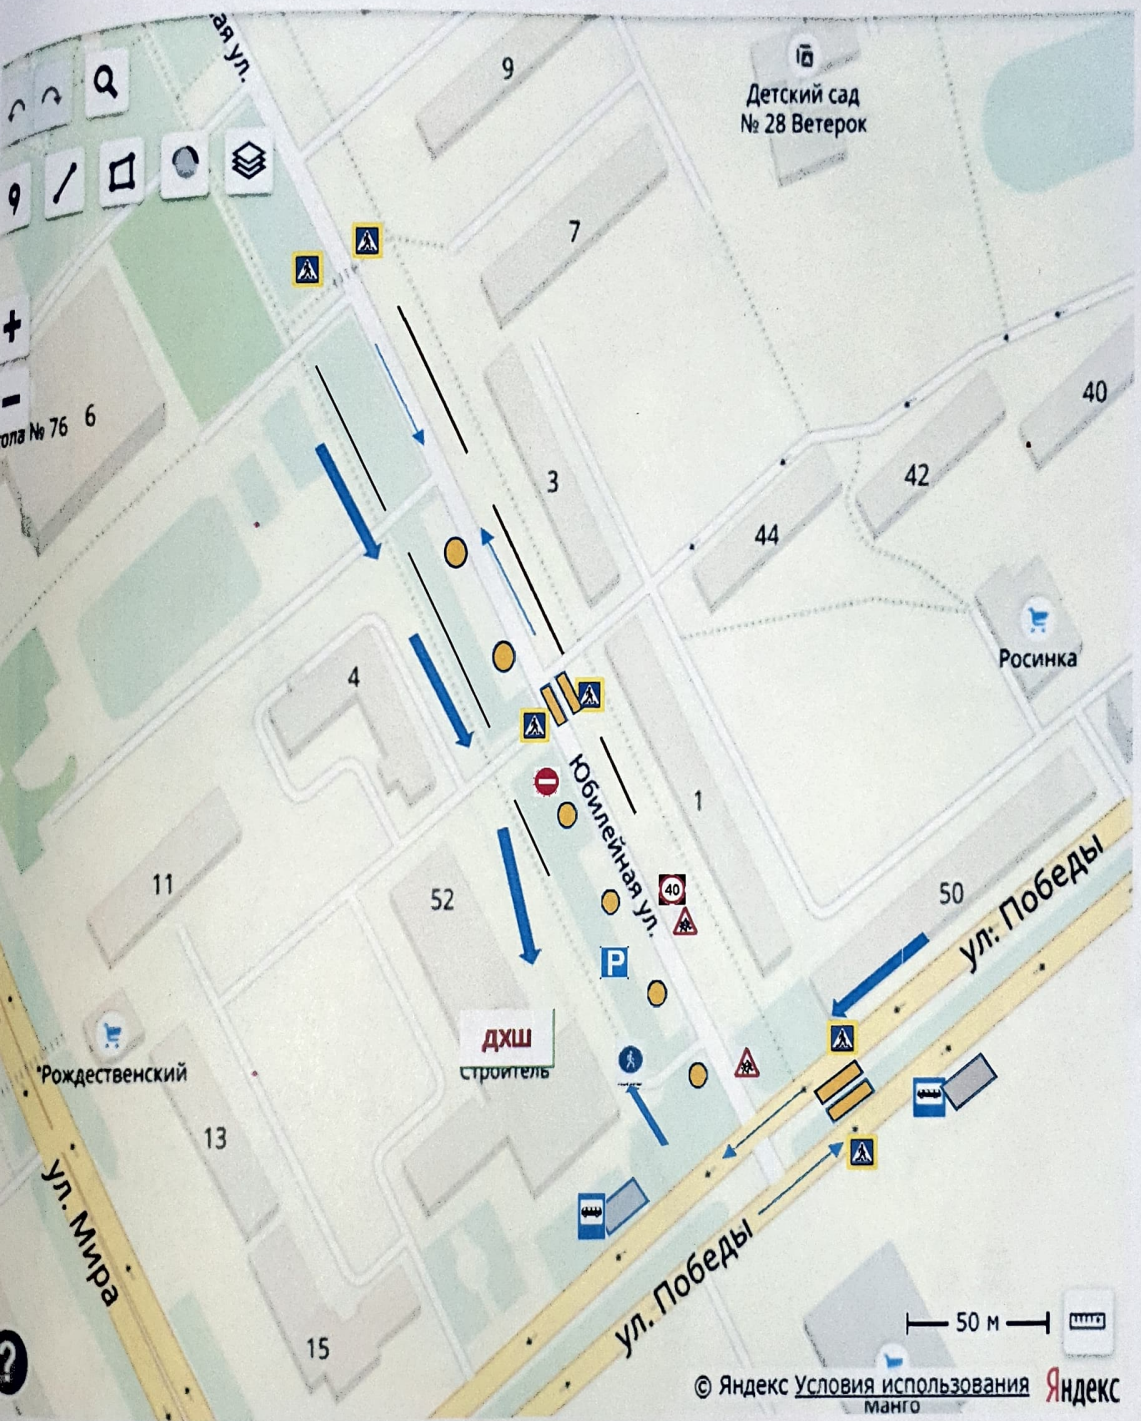 ая ул.
9
Детский сад
№ 28 Ветерок
7
6
ола № 76
3
40
42
44
Росинка
4
Юбилейная ул.
1
11
52
40
50
ул. Победы
P
ДХШ
Строитель
Рождественский
13
ул. Мира
ул. Победы
15
50 м
?
© Яндекс Условия использования
Яндекс
манго